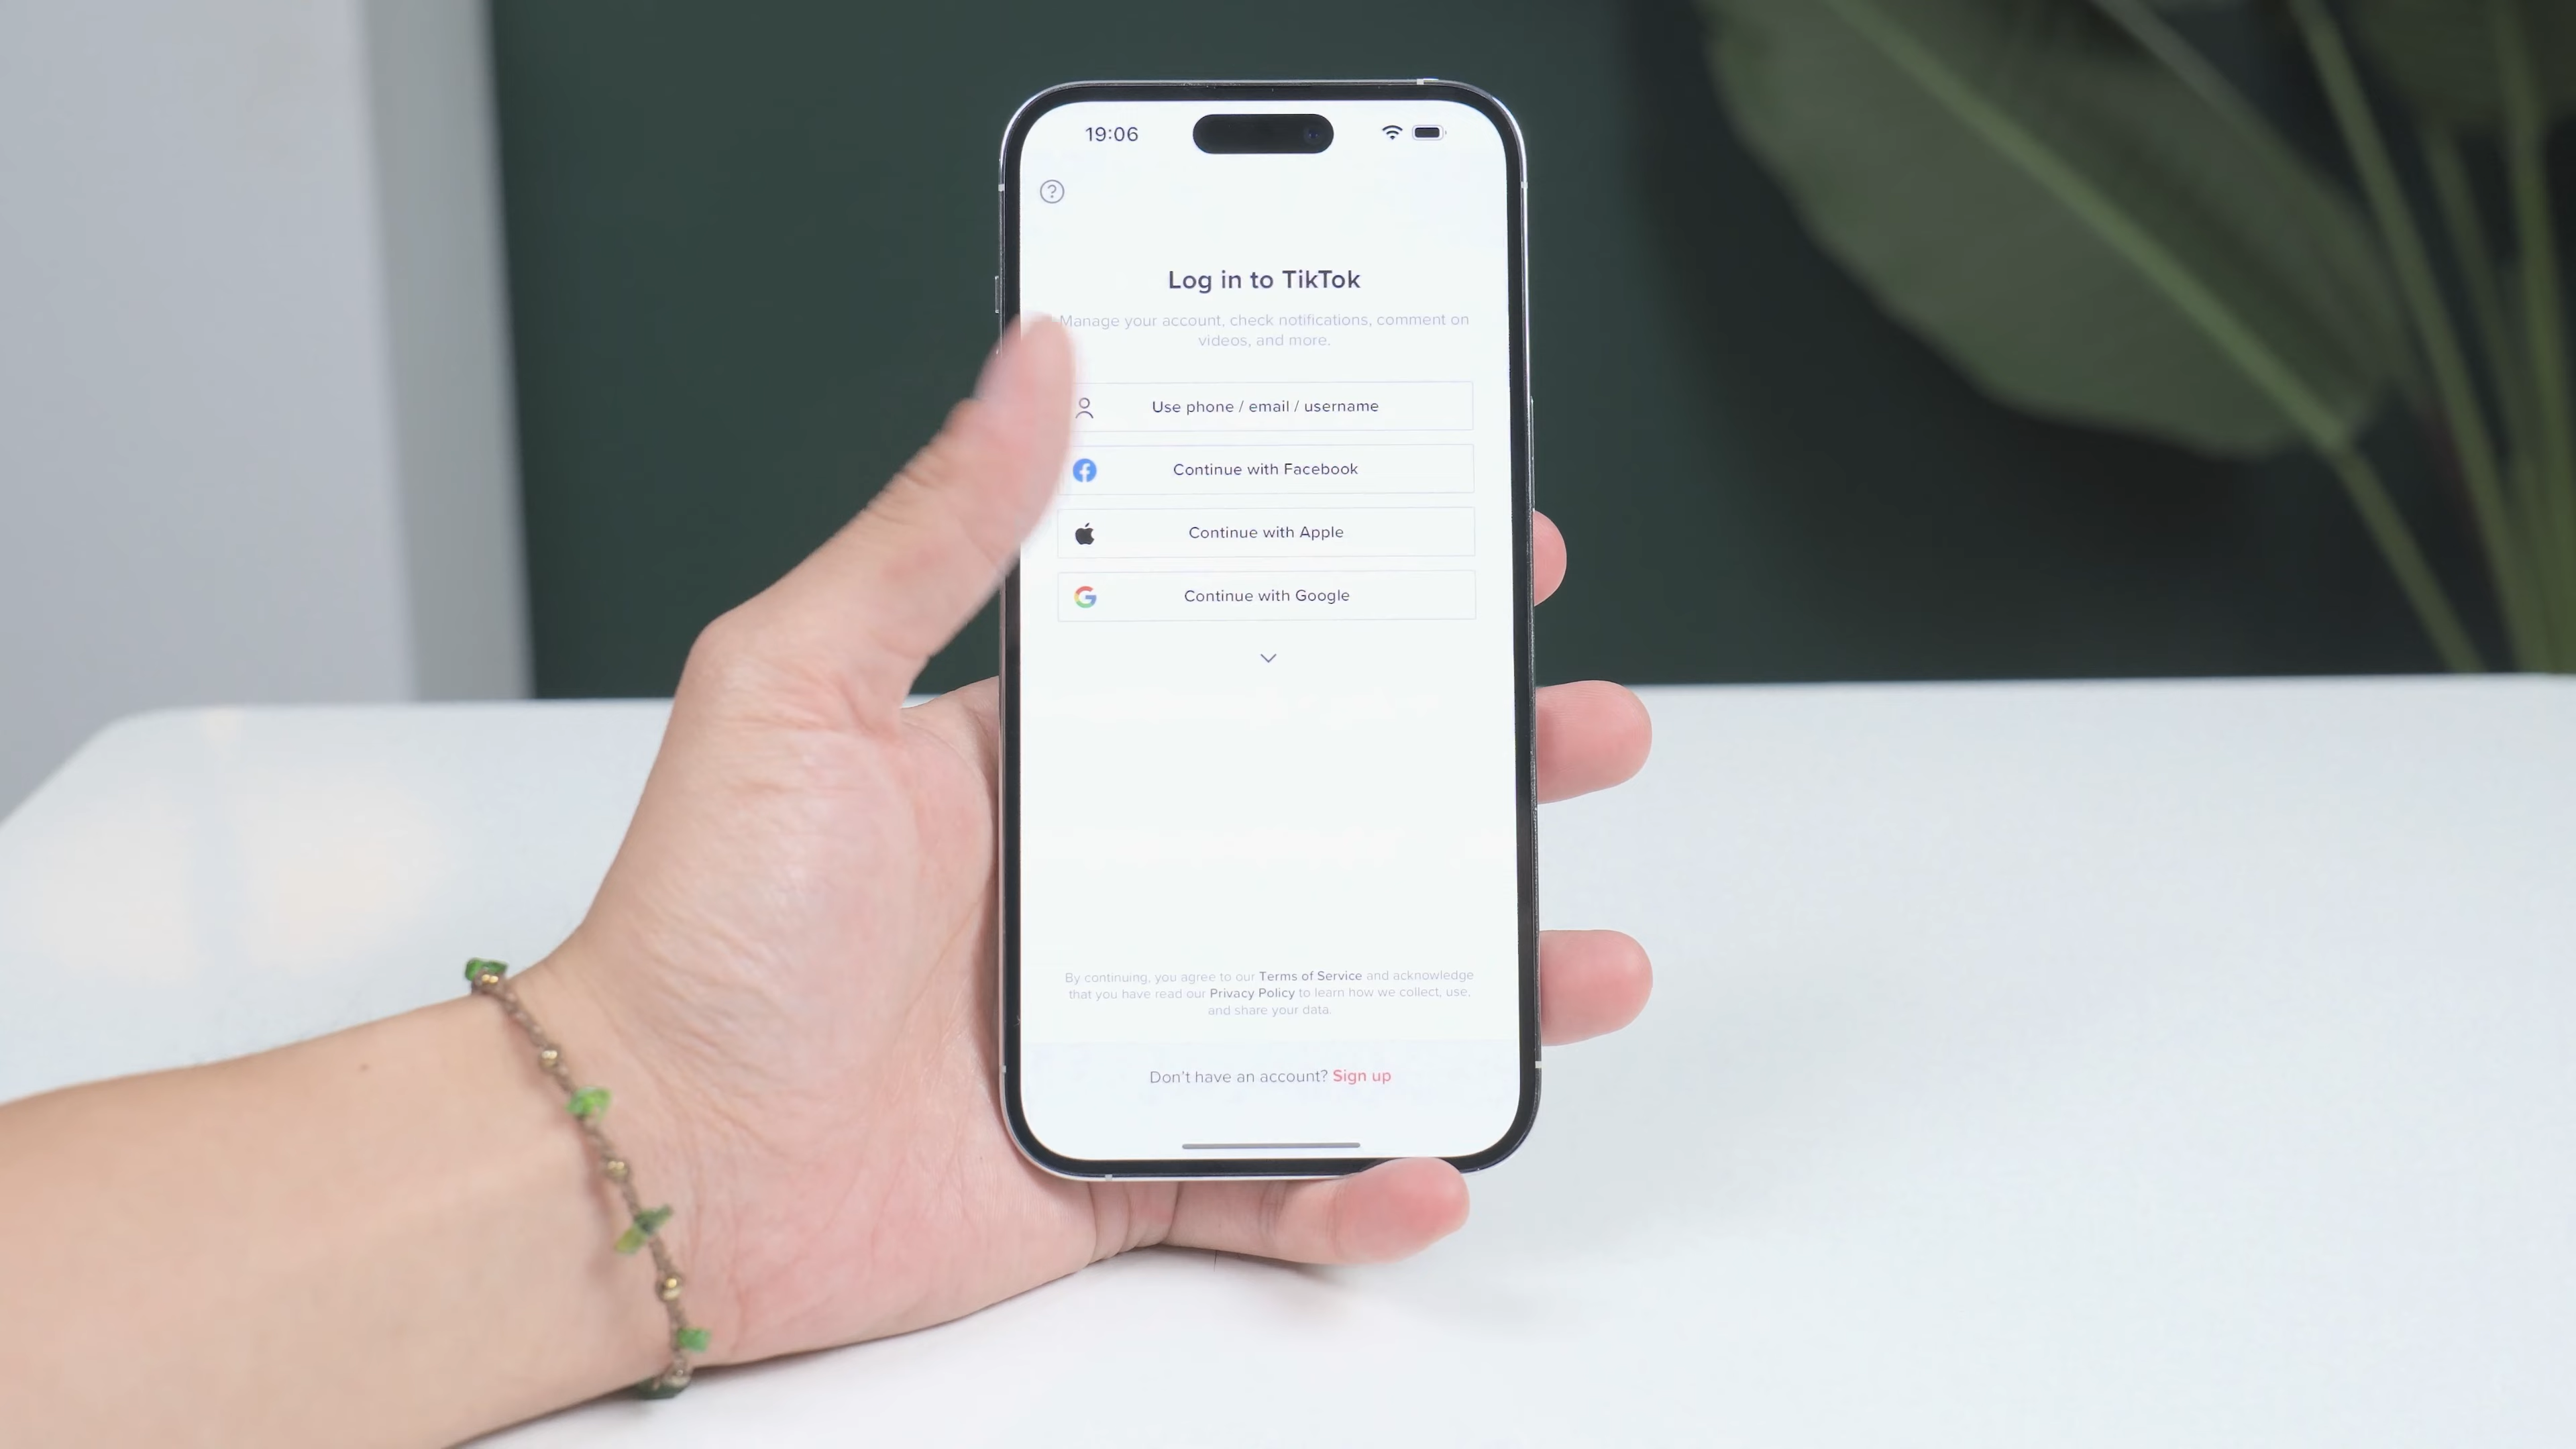 19:06
Log in to TikTok
Manage your account, check notifications, comment on
videos, and more.
Use phone / email / username
Continue with Facebook
Continue with Apple
Continue with Google
By continuing, you agree to our Terms of Service and acknowledge
that you have read our Privacy Policy to learn how we collect, use,
and share your data.
Don't have an account? Sign up